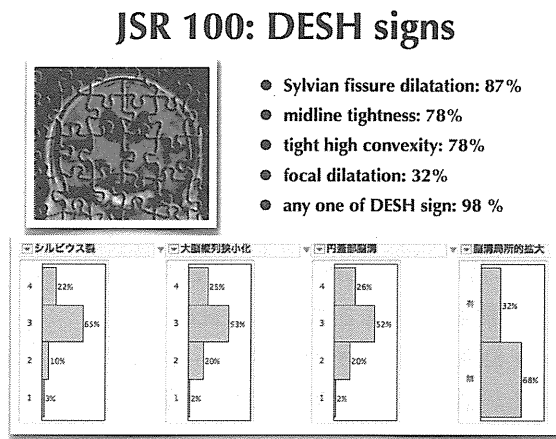 JSR 100: DESH signs
Sylvian fissure dilatation: 87%
midline tightness: 78%
tight high convexity: 78%
focal dilatation: 32%
any one of DESH sign: 98 %
シルビウス裂
4
22%
3
65%
2
10%
1
3%
大脳縦列狭小化
4
25%
3
53%
2
20%
1
2%
円蓋部脳溝
4
26%
3
52%
2
20%
1
2%
脳溝局所的拡大
有
32%
無
68%